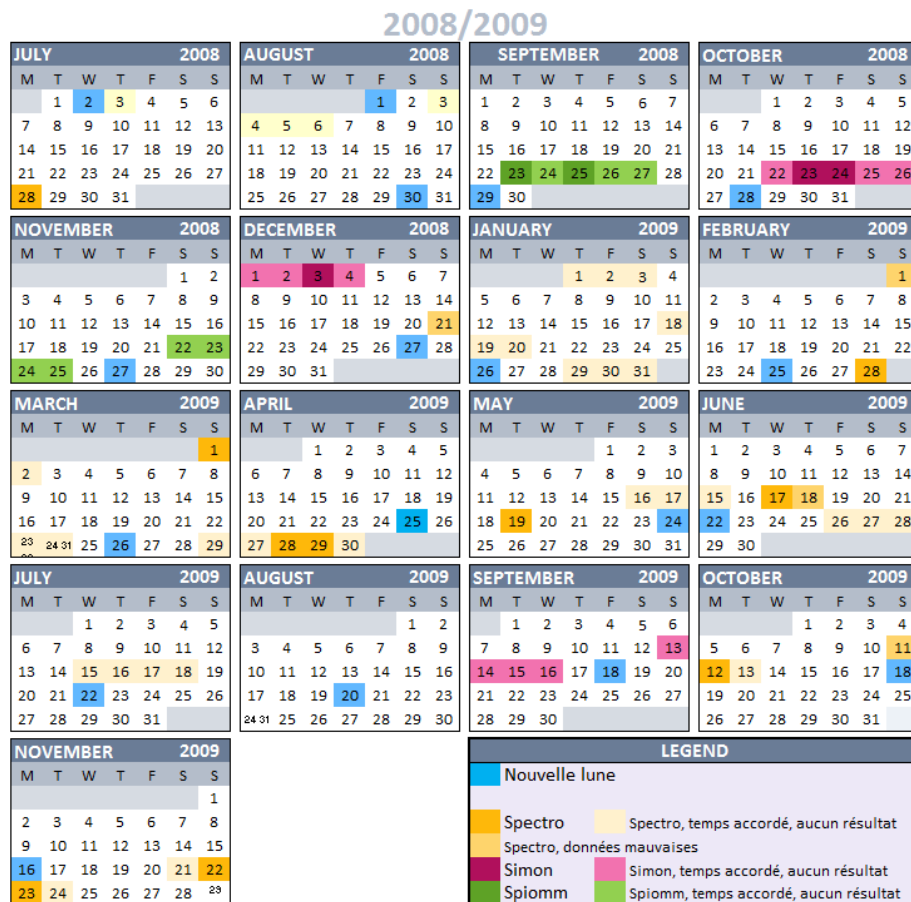 2008/2009
JULY 2008 AUGUST 2008 SEPTEMBER 2008 OCTOBER 2008
M T W T F S S M T W T F S S M T W T F S S M T W T F S S
1 2 3 4 5 6 1 2 3 1 2 3 4 5 6 7 1 2 3 4 5
7 8 9 10 11 12 13 4 5 6 7 8 9 10 8 9 10 11 12 13 14 6 7 8 9 10 11 12
14 15 16 17 18 19 20 11 12 13 14 15 16 17 15 16 17 18 19 20 21 13 14 15 16 17 18 19
21 22 23 24 25 26 27 18 19 20 21 22 23 24 22 23 24 25 26 27 28 20 21 22 23 24 25 26
28 29 30 31 25 26 27 28 29 30 31 29 30 27 28 29 30 31
NOVEMBER 2008 DECEMBER 2008 JANUARY 2009 FEBRUARY 2009
M T W T F S S M T W T F S S M T W T F S S M T W T F S S
1 2 1 2 3 4 5 6 7 1 2 3 4 1
3 4 5 6 7 8 9 8 9 10 11 12 13 14 5 6 7 8 9 10 11 2 3 4 5 6 7 8
10 11 12 13 14 15 16 15 16 17 18 19 20 21 12 13 14 15 16 17 18 9 10 11 12 13 14 15
17 18 19 20 21 22 23 22 23 24 25 26 27 28 19 20 21 22 23 24 25 16 17 18 19 20 21 22
24 25 26 27 28 29 30 29 30 31 26 27 28 29 30 31 23 24 25 26 27 28
MARCH 2009 APRIL 2009 MAY 2009 JUNE 2009
M T W T F S S M T W T F S S M T W T F S S M T W T F S S
1 1 2 3 4 5 1 2 3 1 2 3 4 5 6 7
2 3 4 5 6 7 8 6 7 8 9 10 11 12 4 5 6 7 8 9 10 8 9 10 11 12 13 14
9 10 11 12 13 14 15 13 14 15 16 17 18 19 11 12 13 14 15 16 17 15 16 17 18 19 20 21
16 17 18 19 20 21 22 20 21 22 23 24 25 26 18 19 20 21 22 23 24 22 23 24 25 26 27 28
23 24 31 25 26 27 28 29 27 28 29 30 25 26 27 28 29 30 31 29 30
JULY 2009 AUGUST 2009 SEPTEMBER 2009 OCTOBER 2009
M T W T F S S M T W T F S S M T W T F S S M T W T F S S
1 2 3 4 5 1 2 1 2 3 4 5 6 1 2 3 4
6 7 8 9 10 11 12 3 4 5 6 7 8 9 7 8 9 10 11 12 13 5 6 7 8 9 10 11
13 14 15 16 17 18 19 10 11 12 13 14 15 16 14 15 16 17 18 19 20 12 13 14 15 16 17 18
20 21 22 23 24 25 26 17 18 19 20 21 22 23 21 22 23 24 25 26 27 19 20 21 22 23 24 25
27 28 29 30 31 24 31 25 26 27 28 29 30 28 29 30 26 27 28 29 30 31
NOVEMBER 2009 LEGEND
M T W T F S S Nouvelle lune
1
2 3 4 5 6 7 8 Spectro Spectro, temps accordé, aucun résultat
9 10 11 12 13 14 15 Spectro, données mauvaises
16 17 18 19 20 21 22 Simon Simon, temps accordé, aucun résultat
23 24 25 26 27 28 29 Spiomm Spiomm, temps accordé, aucun résultat